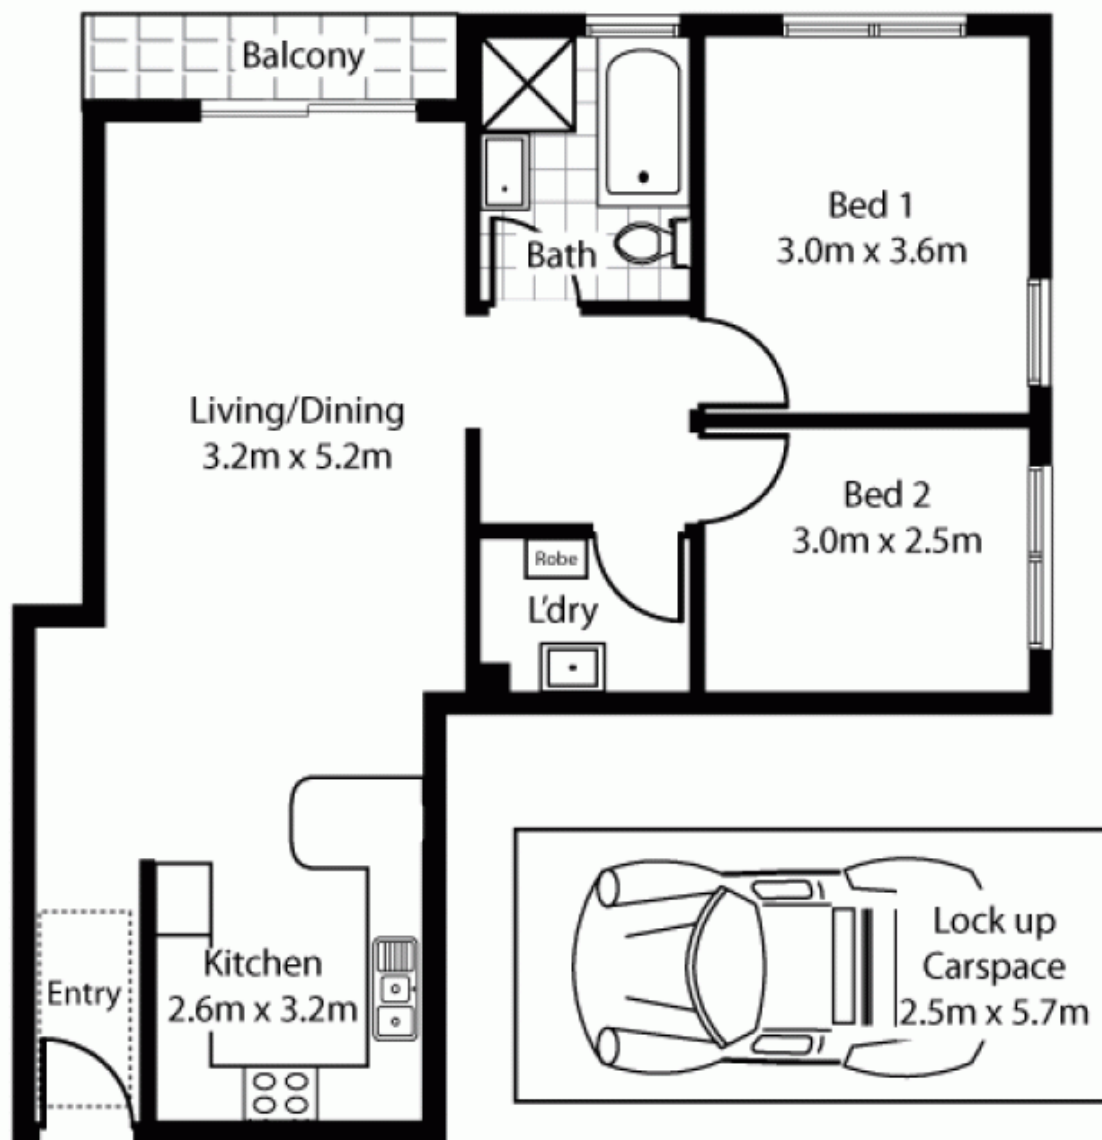 Balcony
Bed 1
3.0m x 3.6m
Bath
Living/Dining
3.2m x 5.2m
Bed 2
3.0m x 2.5m
Robe
L'dry
Kitchen
2.6m x 3.2m
Entry
Lock up
Carspace
2.5m x 5.7m